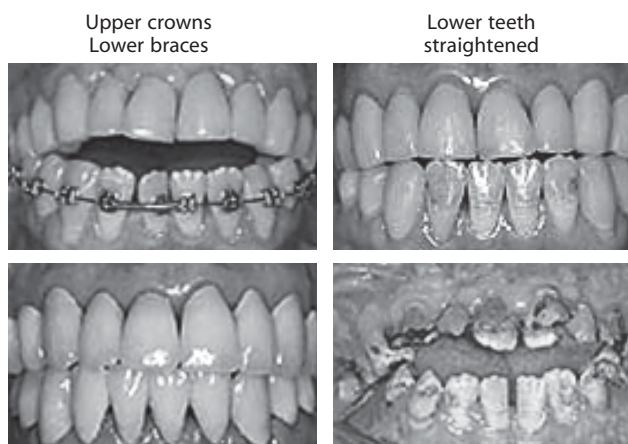 Upper crowns
Lower braces
Lower teeth
straightened